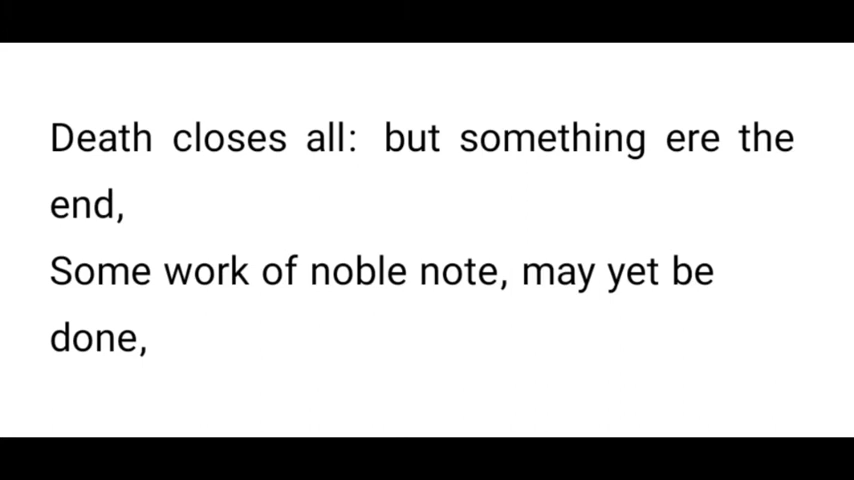 Death closes all: but something ere the
end,
Some work of noble note, may yet be
done,